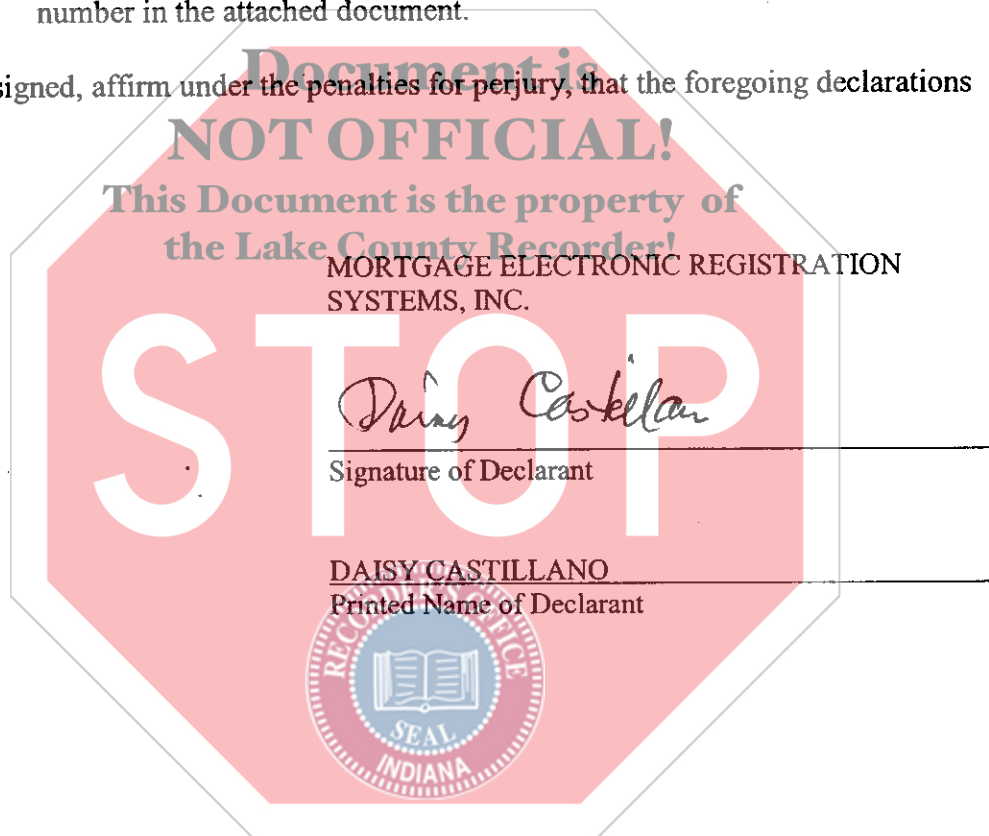 number in the attached document.
Document is
signed, affirm under the penalties for perjury, that the foregoing declarations
NOT OFFICIAL!
This Document is the property of
the Lake County Recorder!
MORTGAGE ELECTRONIC REGISTRATION
SYSTEMS, INC.
STOP
Daisy Castillan
Signature of Declarant
DAISY CASTILLANO
Printed Name of Declarant
RECORDER'S OFFICE
SEAL
INDIANA